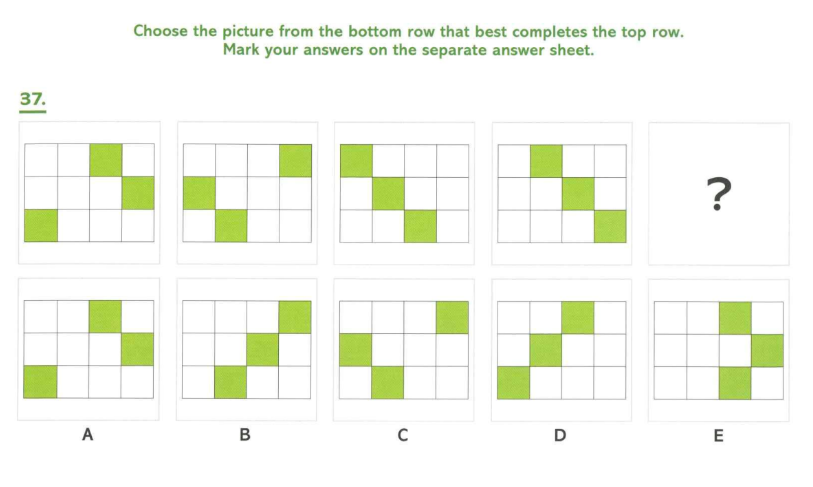 Choose the picture from the bottom row that best completes the top row.
Mark your answers on the separate answer sheet.
37.
?
A B C D E